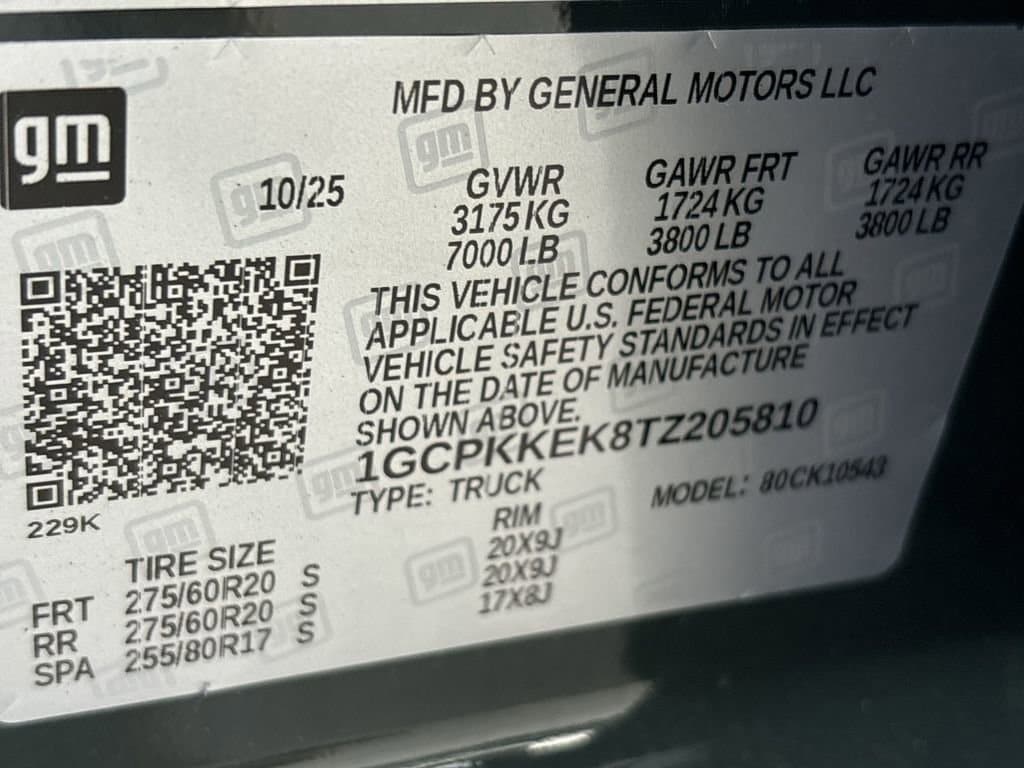 gm
MFD BY GENERAL MOTORS LLC
10/25
GVWR GAWR FRT GAWR RR
3175 KG 1724 KG 1724 KG
7000 LB 3800 LB 3800 LB
THIS VEHICLE CONFORMS TO ALL
APPLICABLE U.S. FEDERAL MOTOR
VEHICLE SAFETY STANDARDS IN EFFECT
ON THE DATE OF MANUFACTURE
SHOWN ABOVE.
1GCPKKEK8TZ205810
TYPE: TRUCK MODEL: 80CK10543
229K
TIRE SIZE RIM
FRT 275/60R20 S 20X9J
RR 275/60R20 S 20X9J
SPA 255/80R17 S 17X8J